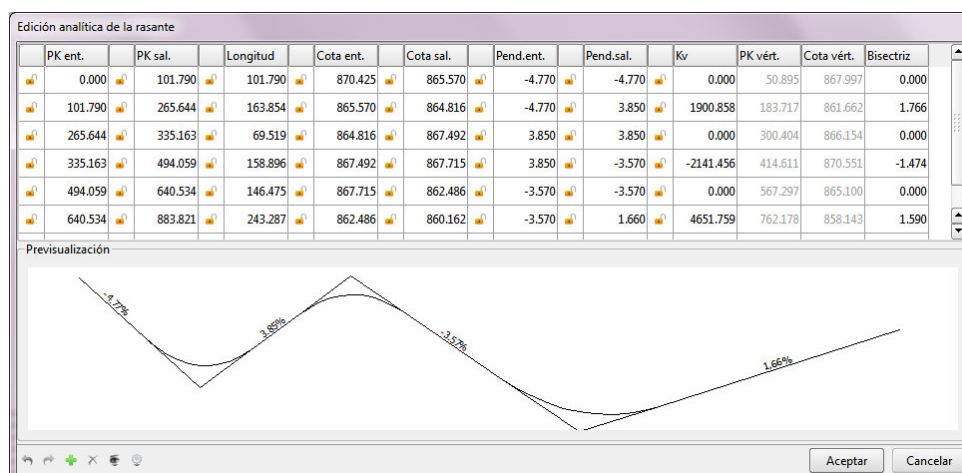 Edición analítica de la rasante
PK ent. PK sal. Longitud Cota ent. Cota sal. Pend.ent. Pend.sal. Kv PK vért. Cota vért. Bisectriz
0.000 101.790 101.790 870.425 865.570 -4.770 -4.770 0.000 50.895 867.997 0.000
101.790 265.644 163.854 865.570 864.816 -4.770 3.850 1900.858 183.717 861.662 1.766
265.644 335.163 69.519 864.816 867.492 3.850 3.850 0.000 300.404 866.154 0.000
335.163 494.059 158.896 867.492 867.715 3.850 -3.570 -2141.456 414.611 870.551 -1.474
494.059 640.534 146.475 867.715 862.486 -3.570 -3.570 0.000 567.297 865.100 0.000
640.534 883.821 243.287 862.486 860.162 -3.570 1.660 4651.759 762.178 858.143 1.590
Previsualización
-4.77%
3.85%
-3.57%
1.66%
Aceptar Cancelar